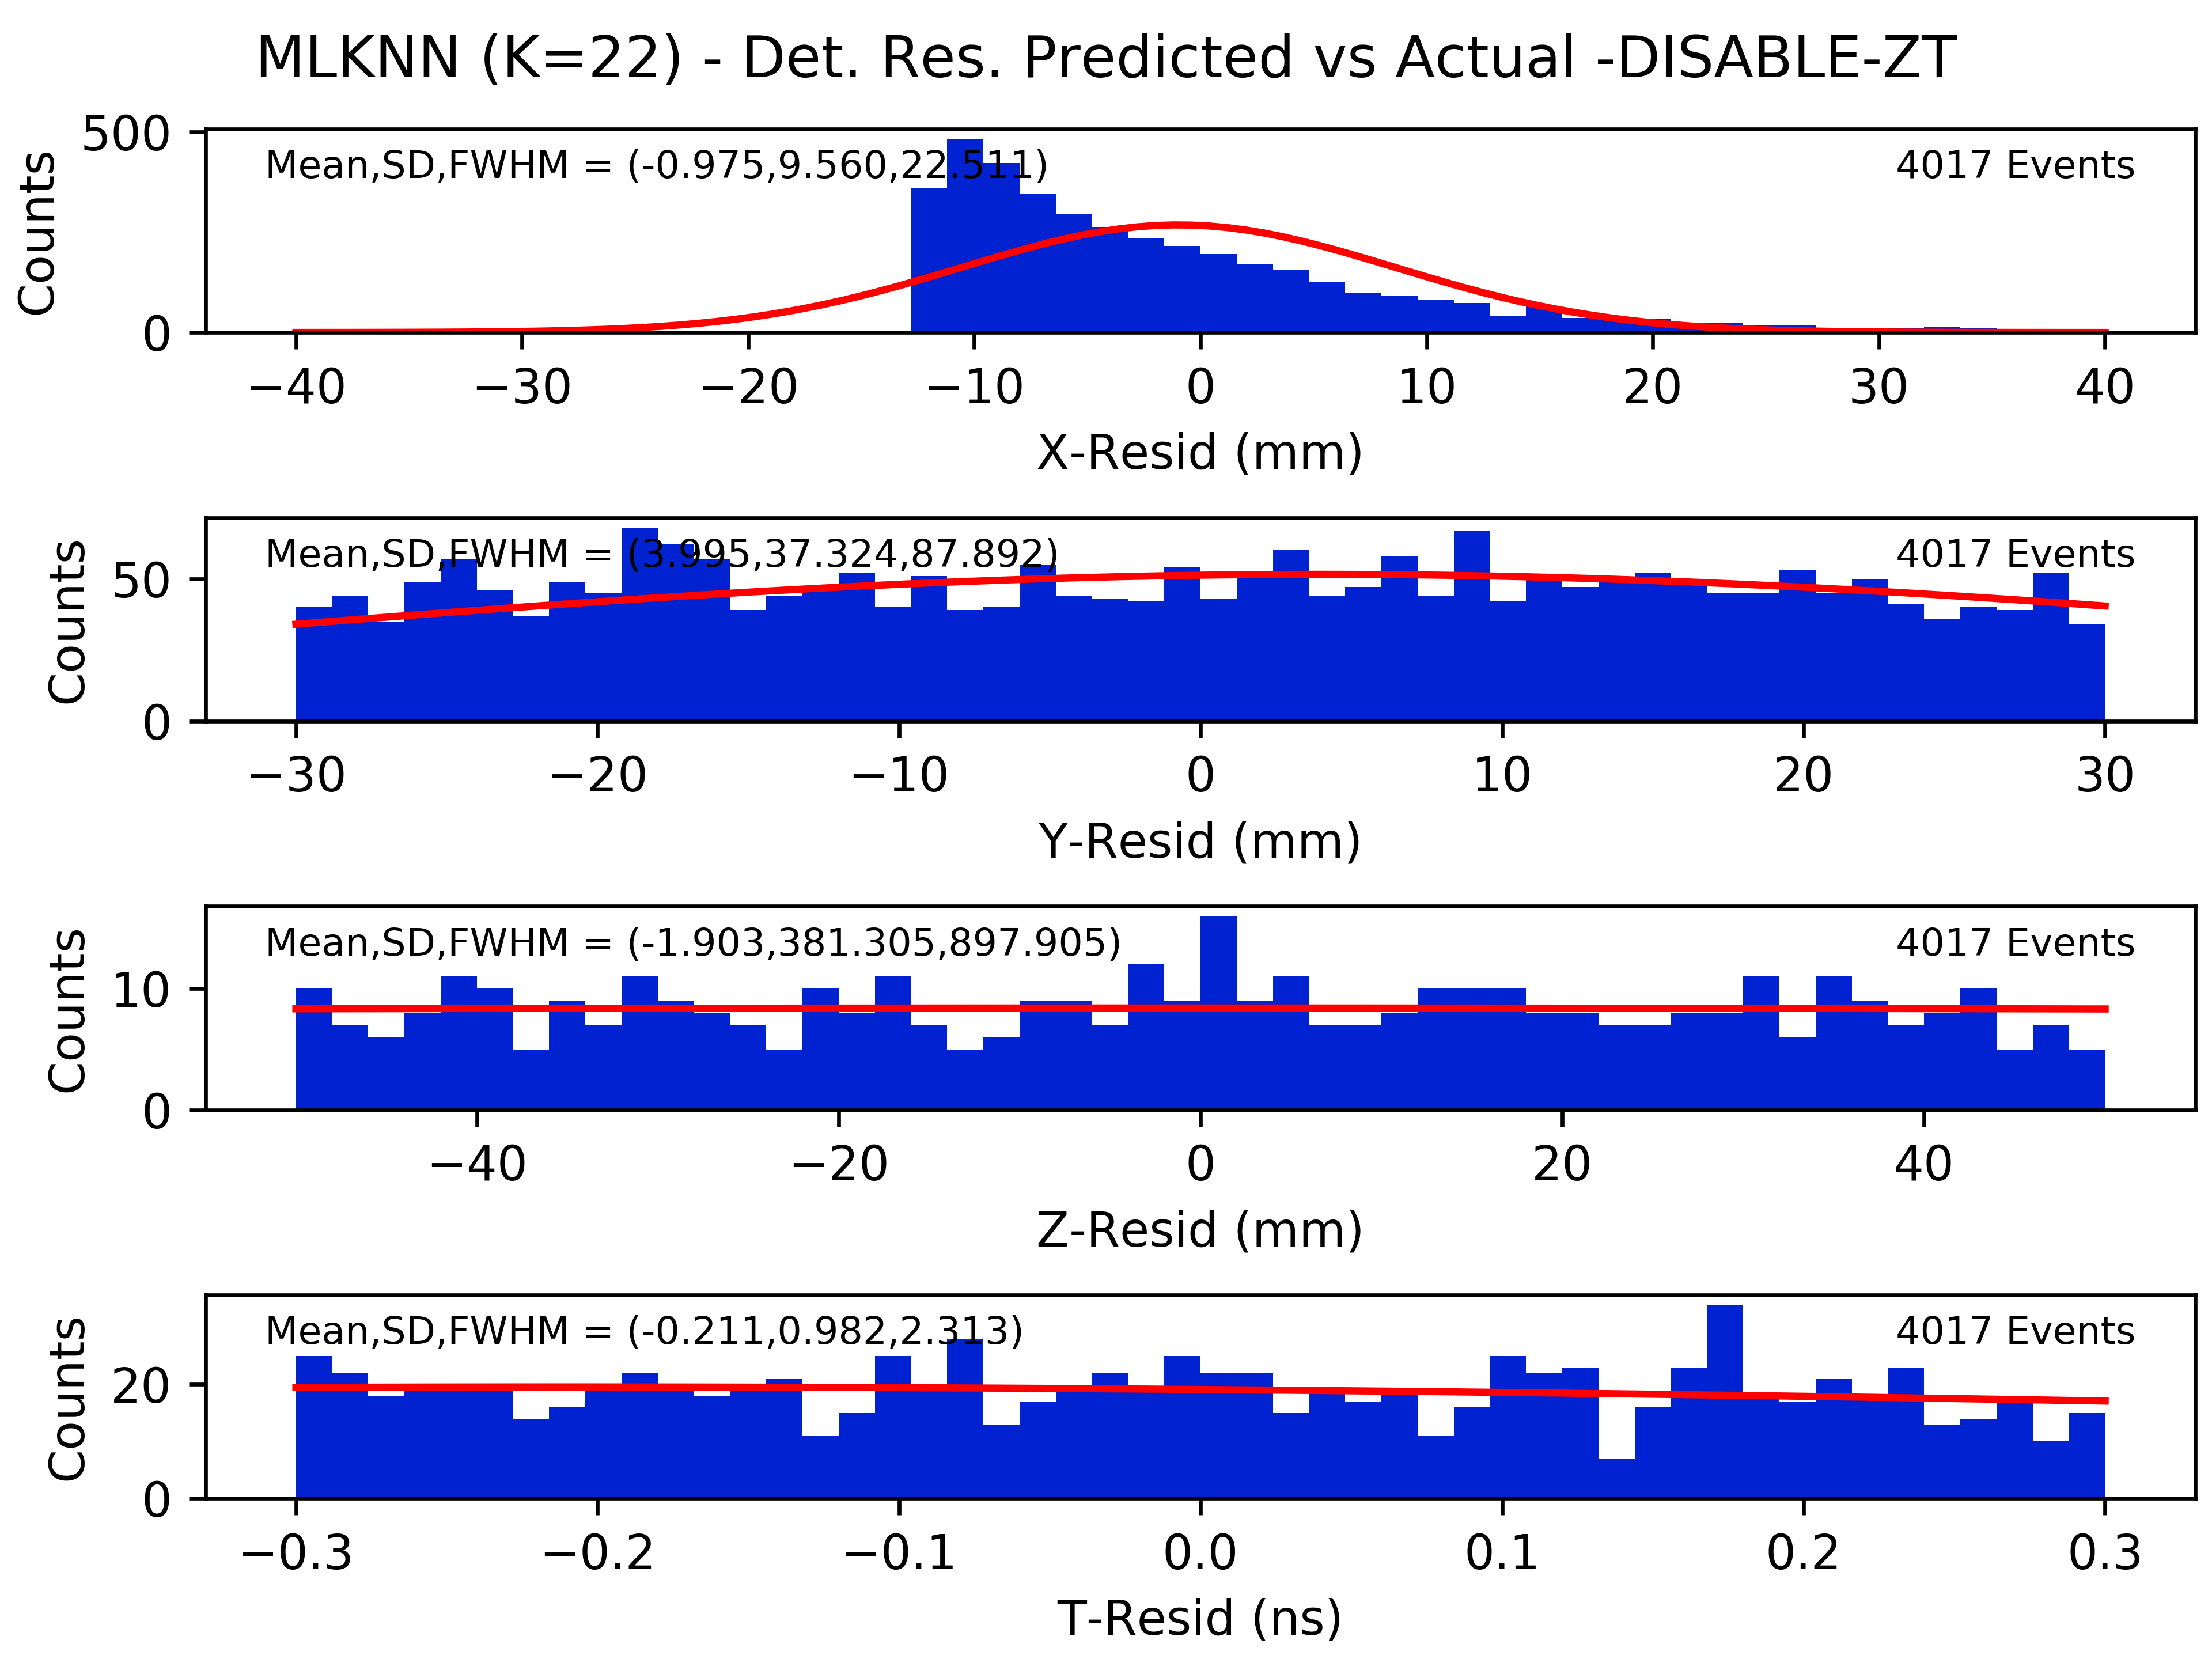 MLKNN (K=22) - Det. Res. Predicted vs Actual -DISABLE-ZT
500
0
Counts
Mean,SD,FWHM = (-0.975,9.560,22.511)
4017 Events
−40 −30 −20 −10 0 10 20 30 40
X-Resid (mm)
50
0
Counts
Mean,SD,FWHM = (3.995,37.324,87.892)
4017 Events
−30 −20 −10 0 10 20 30
Y-Resid (mm)
10
0
Counts
Mean,SD,FWHM = (-1.903,381.305,897.905)
4017 Events
−40 −20 0 20 40
Z-Resid (mm)
20
0
Counts
Mean,SD,FWHM = (-0.211,0.982,2.313)
4017 Events
−0.3 −0.2 −0.1 0.0 0.1 0.2 0.3
T-Resid (ns)